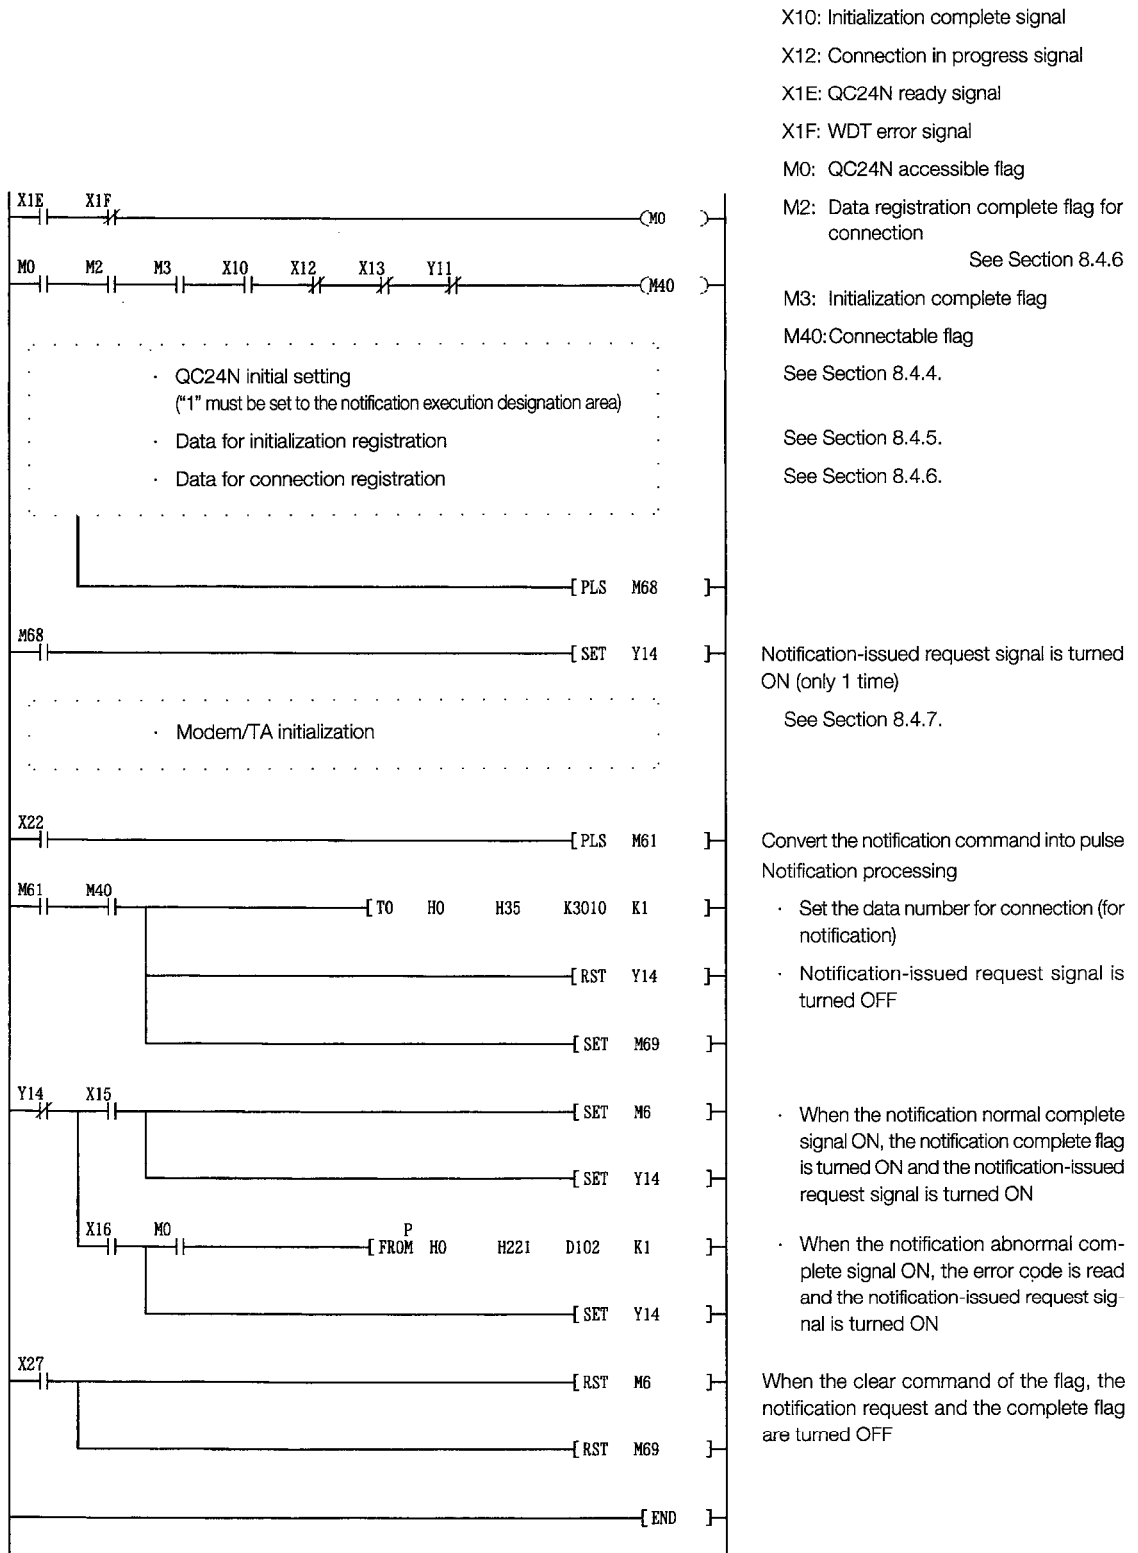 X10: Initialization complete signal
X12: Connection in progress signal
X1E: QC24N ready signal
X1F: WDT error signal
M0: QC24N accessible flag
M2: Data registration complete flag for
connection
See Section 8.4.6
M3: Initialization complete flag
M40: Connectable flag
See Section 8.4.4.
See Section 8.4.5.
See Section 8.4.6.
X1E X1F
M0
M0 M2 M3 X10 X12 X13 Y11
M40
· QC24N initial setting
("1" must be set to the notification execution designation area)
· Data for initialization registration
· Data for connection registration
PLS M68
M68
SET Y14
Notification-issued request signal is turned
ON (only 1 time)
See Section 8.4.7.
· Modem/TA initialization
X22
PLS M61
Convert the notification command into pulse
Notification processing
M61 M40
TO H0 H35 K3010 K1
· Set the data number for connection (for
notification)
RST Y14
· Notification-issued request signal is
turned OFF
SET M69
Y14 X15
SET M6
· When the notification normal complete
signal ON, the notification complete flag
is turned ON and the notification-issued
request signal is turned ON
SET Y14
X16 M0
P
FROM H0 H221 D102 K1
· When the notification abnormal com-
plete signal ON, the error code is read
and the notification-issued request sig-
nal is turned ON
SET Y14
X27
RST M6
When the clear command of the flag, the
notification request and the complete flag
are turned OFF
RST M69
END